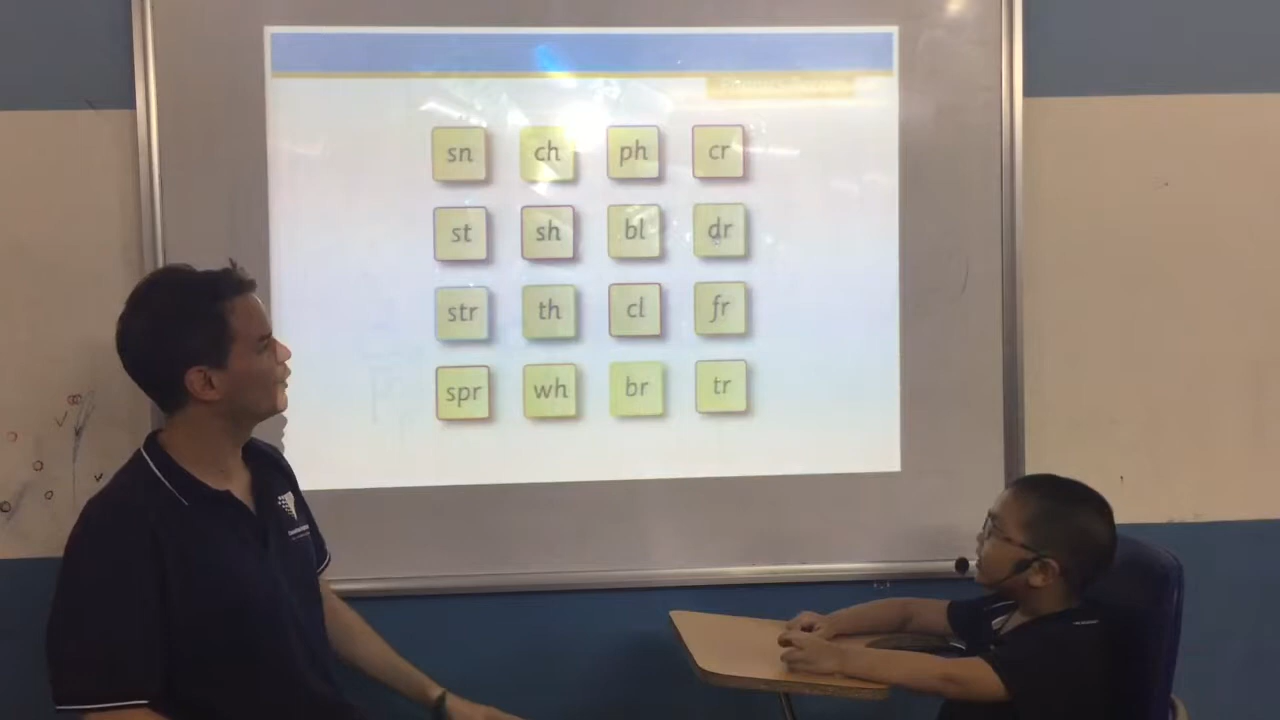 sn ch ph cr
st sh bl dr
str th cl fr
spr wh br tr